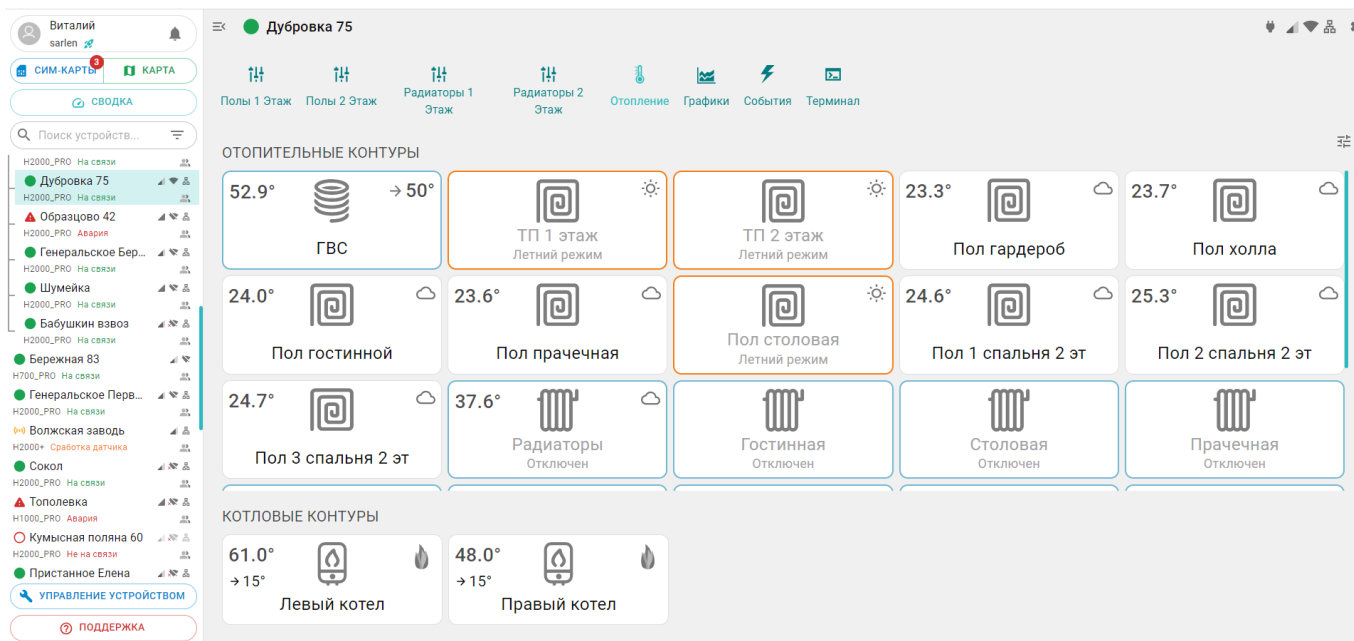 Виталий
sarlen
СИМ-КАРТЫ
3
КАРТА
СВОДКА
Поиск устройств...
H2000_PRO На связи
Дубровка 75
H2000_PRO На связи
Образцово 42
H2000_PRO Авария
Генеральское Бер...
H2000_PRO На связи
Шумейка
H2000_PRO На связи
Бабушкин взвоз
H2000_PRO На связи
Бережная 83
H700_PRO На связи
Генеральское Перв...
H2000_PRO На связи
Волжская заводь
H2000+ Сработка датчика
Сокол
H2000_PRO На связи
Тополевка
H1000_PRO Авария
Кумысная поляна 60
H2000_PRO Не на связи
Пристанное Елена
УПРАВЛЕНИЕ УСТРОЙСТВОМ
ПОДДЕРЖКА
Дубровка 75
Полы 1 Этаж
Полы 2 Этаж
Радиаторы 1
Этаж
Радиаторы 2
Этаж
Отопление
Графики
События
Терминал
ОТОПИТЕЛЬНЫЕ КОНТУРЫ
52.9°
→ 50°
ГВС
ТП 1 этаж
Летний режим
ТП 2 этаж
Летний режим
23.3°
Пол гардероб
23.7°
Пол холла
24.0°
Пол гостинной
23.6°
Пол прачечная
Пол столовая
Летний режим
24.6°
Пол 1 спальня 2 эт
25.3°
Пол 2 спальня 2 эт
24.7°
Пол 3 спальня 2 эт
37.6°
Радиаторы
Отключен
Гостинная
Отключен
Столовая
Отключен
Прачечная
Отключен
КОТЛОВЫЕ КОНТУРЫ
61.0°
→ 15°
Левый котел
48.0°
→ 15°
Правый котел